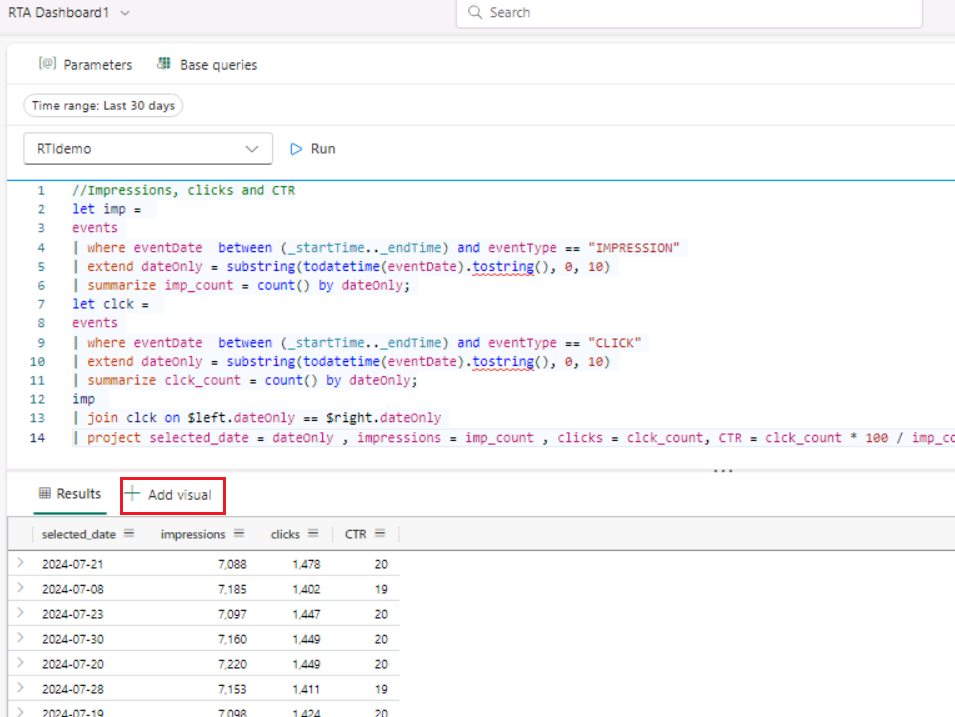 RTA Dashboard1
Search
Parameters Base queries
Time range: Last 30 days
RTIdemo Run
1 //Impressions, clicks and CTR
2 let imp =
3 events
4 | where eventDate  between (_startTime.._endTime) and eventType == "IMPRESSION"
5 | extend dateOnly = substring(todatetime(eventDate).tostring(), 0, 10)
6 | summarize imp_count = count() by dateOnly;
7 let clck =
8 events
9 | where eventDate  between (_startTime.._endTime) and eventType == "CLICK"
10 | extend dateOnly = substring(todatetime(eventDate).tostring(), 0, 10)
11 | summarize clck_count = count() by dateOnly;
12 imp
13 | join clck on $left.dateOnly == $right.dateOnly
14 | project selected_date = dateOnly , impressions = imp_count , clicks = clck_count, CTR = clck_count * 100 / imp_co
Results Add visual
selected_date impressions clicks CTR
2024-07-21 7,088 1,478 20
2024-07-08 7,185 1,402 19
2024-07-23 7,097 1,447 20
2024-07-30 7,160 1,449 20
2024-07-20 7,220 1,449 20
2024-07-28 7,153 1,411 19
2024-07-19 7,098 1,424 20